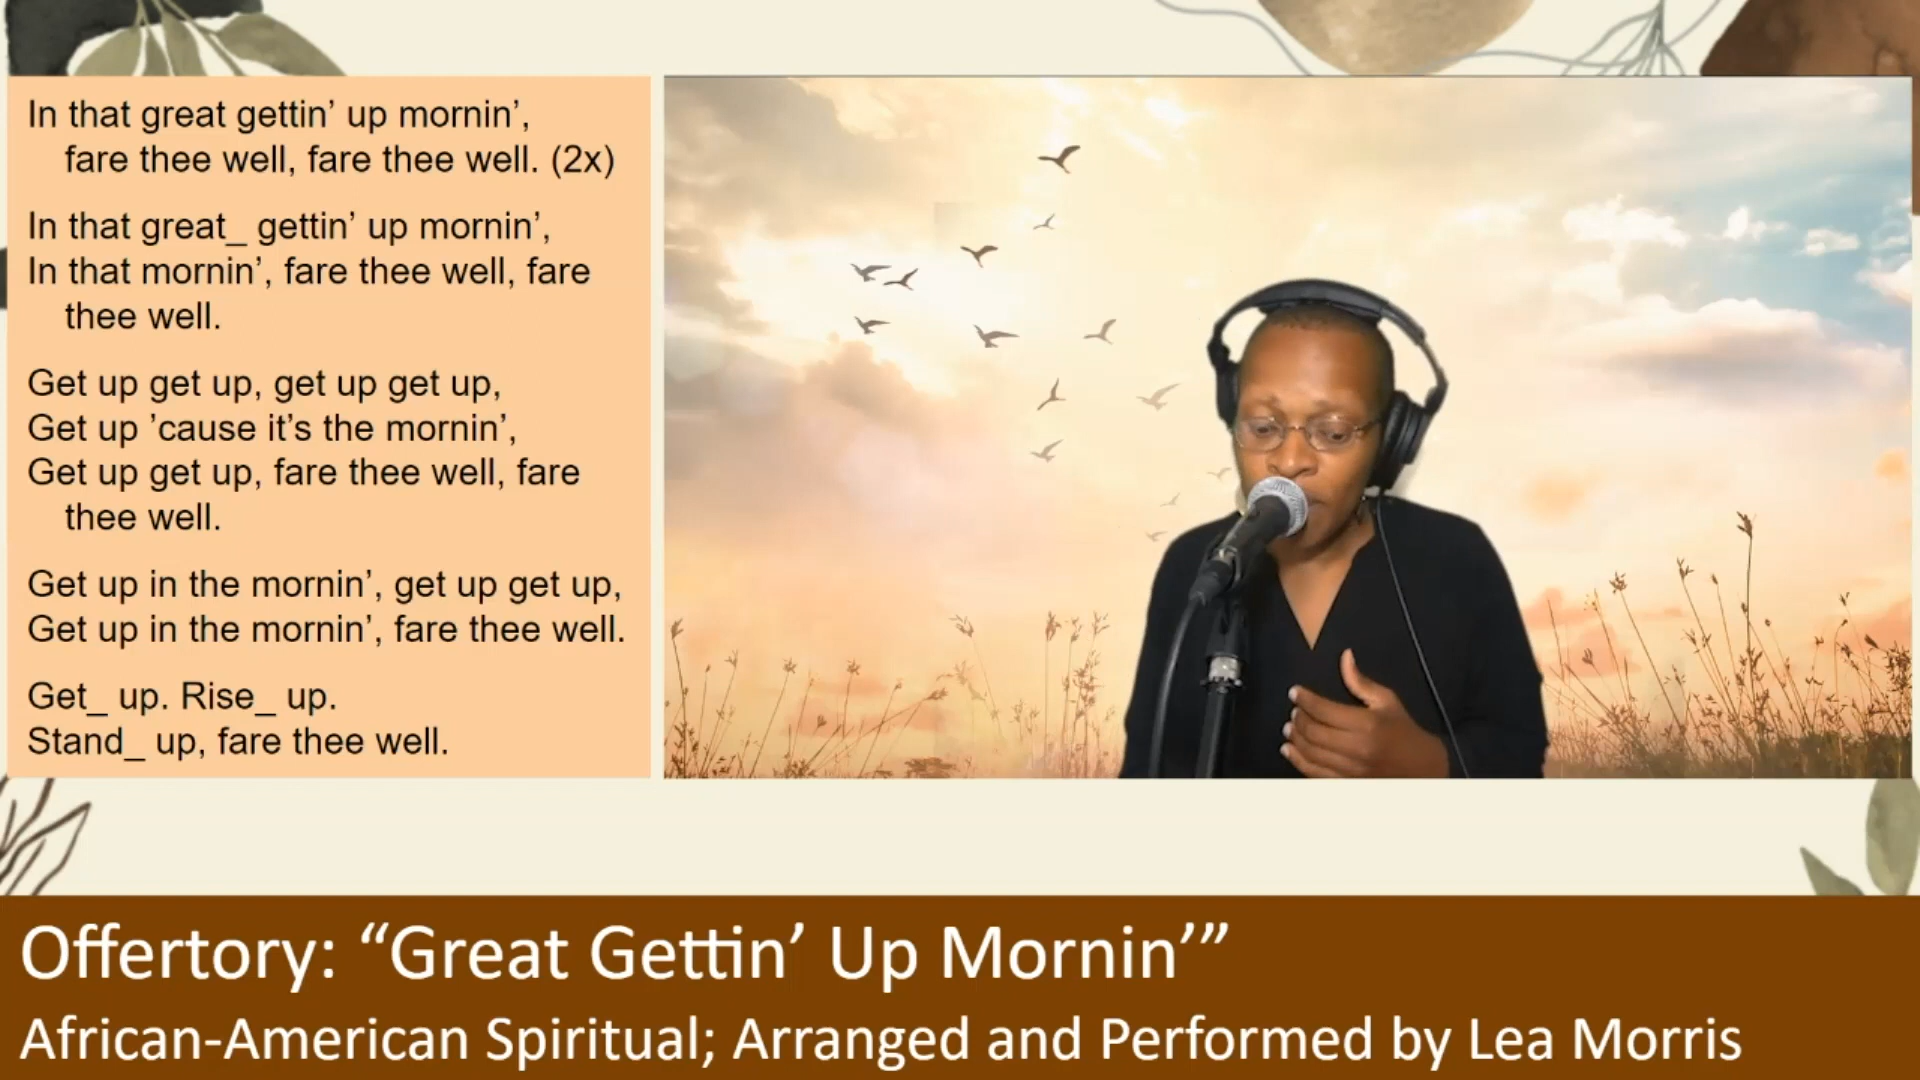 In that great gettin’ up mornin’,
fare thee well, fare thee well. (2x)
In that great_ gettin’ up mornin’,
In that mornin’, fare thee well, fare
thee well.
Get up get up, get up get up,
Get up ’cause it’s the mornin’,
Get up get up, fare thee well, fare
thee well.
Get up in the mornin’, get up get up,
Get up in the mornin’, fare thee well.
Get_ up. Rise_ up.
Stand_ up, fare thee well.
Offertory: “Great Gettin’ Up Mornin’”
African-American Spiritual; Arranged and Performed by Lea Morris